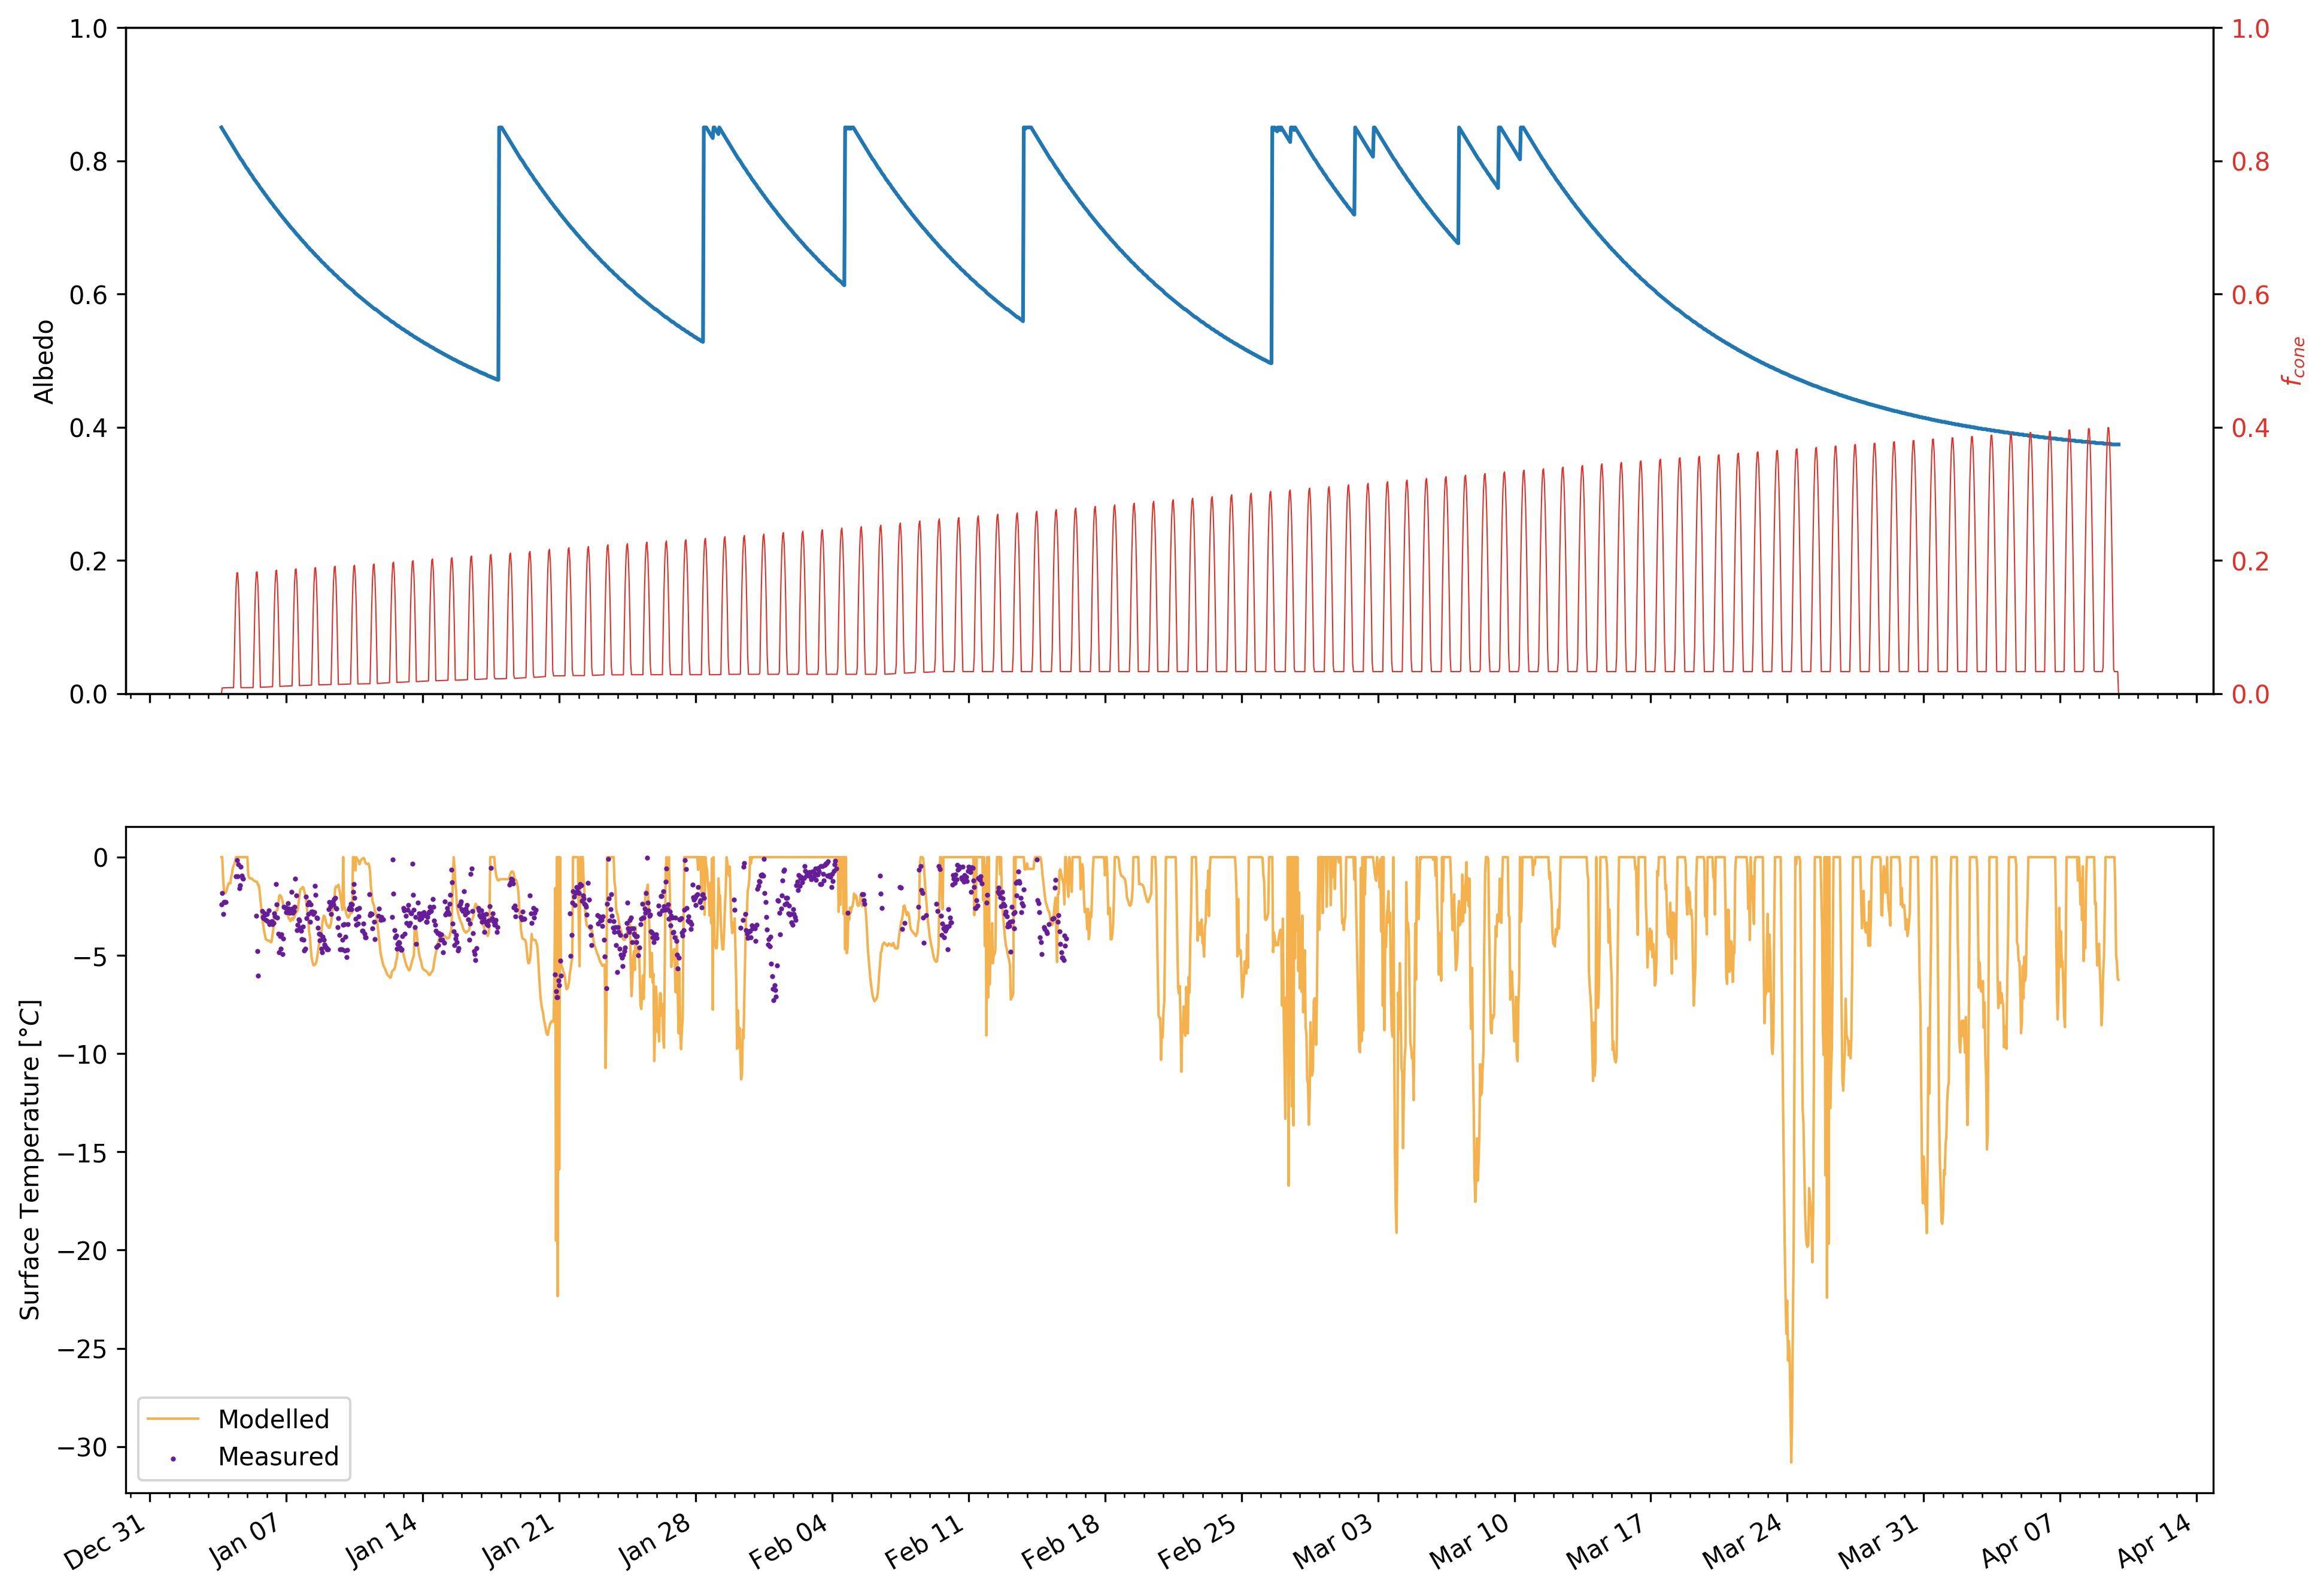 1.0
0.8
0.6
0.4
0.2
0.0
Albedo
1.0
0.8
0.6
0.4
0.2
0.0
f_cone
0
−5
−10
−15
−20
−25
−30
Surface Temperature [°C]
Modelled
Measured
Dec 31
Jan 07
Jan 14
Jan 21
Jan 28
Feb 04
Feb 11
Feb 18
Feb 25
Mar 03
Mar 10
Mar 17
Mar 24
Mar 31
Apr 07
Apr 14